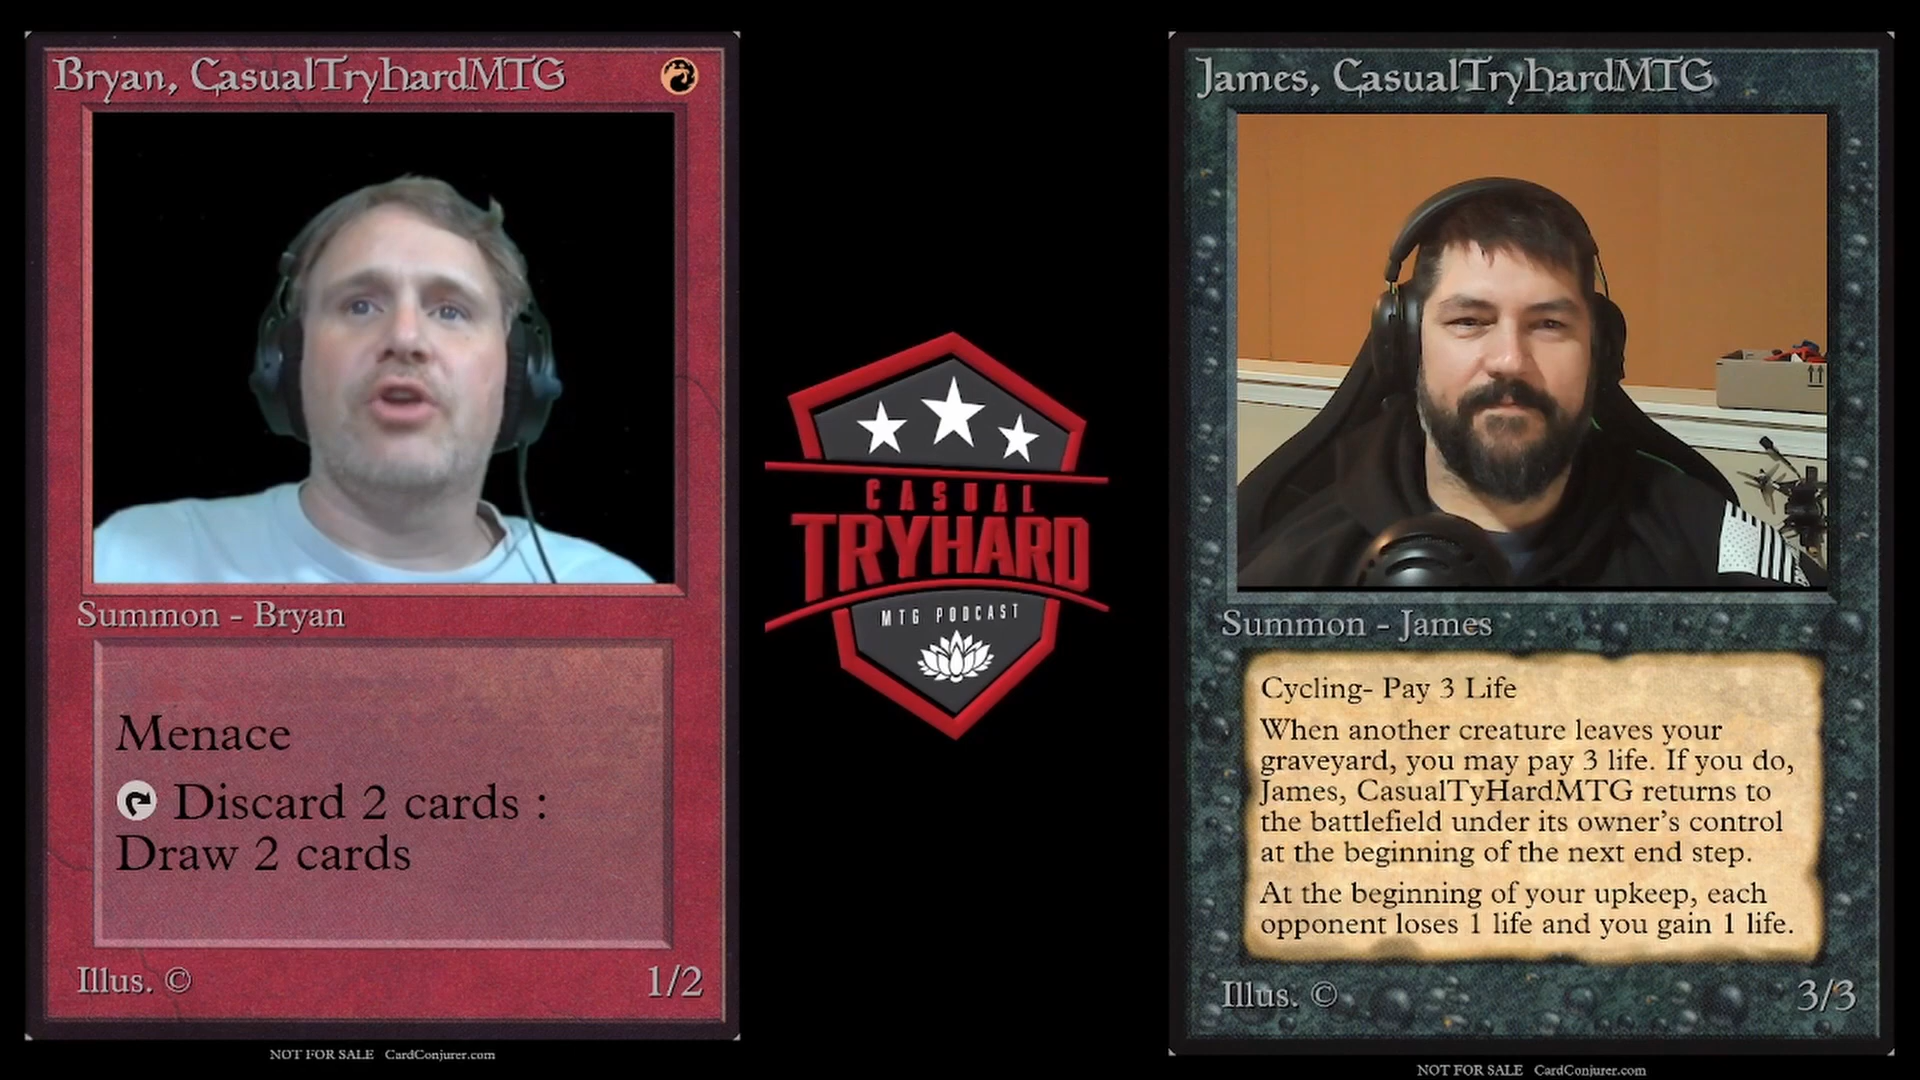 Bryan, CasualTryhardMTG
Summon - Bryan
Menace
Discard 2 cards :
Draw 2 cards
Illus. ©
1/2
NOT FOR SALE CardConjurer.com
CASUAL
TRYHARD
MTG PODCAST
James, CasualTryhardMTG
Summon - James
Cycling- Pay 3 Life
When another creature leaves your
graveyard, you may pay 3 life. If you do,
James, CasualTyHardMTG returns to
the battlefield under its owner's control
at the beginning of the next end step.
At the beginning of your upkeep, each
opponent loses 1 life and you gain 1 life.
Illus. ©
3/3
NOT FOR SALE CardConjurer.com